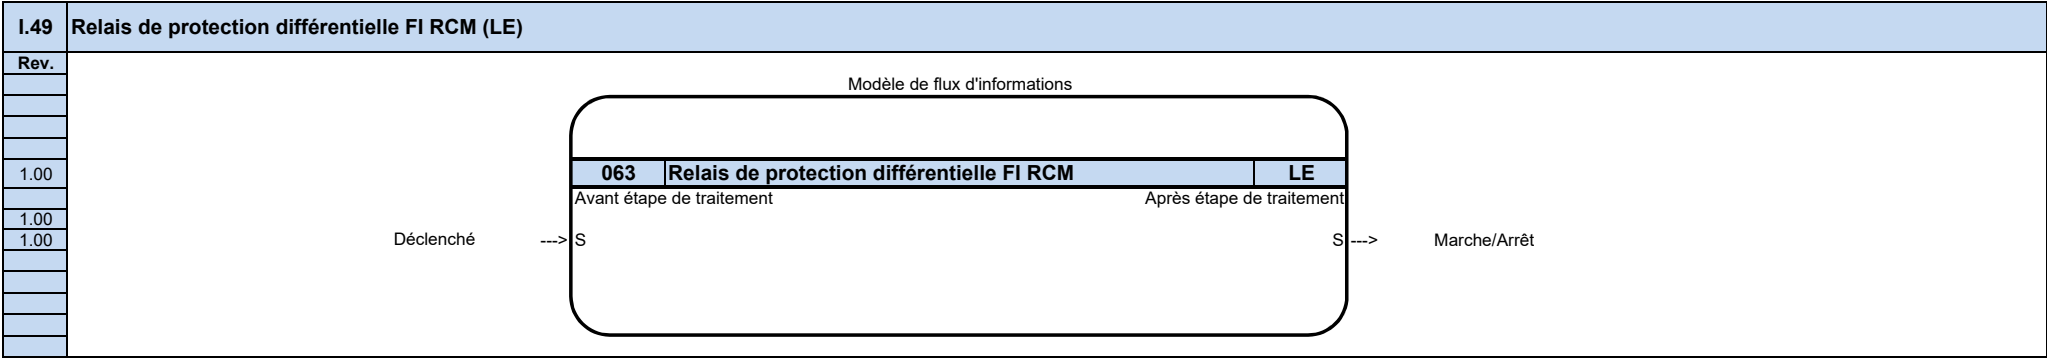 I.49 Relais de protection différentielle FI RCM (LE)
Rev.
Modèle de flux d'informations
1.00 063 Relais de protection différentielle FI RCM LE
Avant étape de traitement Après étape de traitement
1.00
1.00 Déclenché ---> S S ---> Marche/Arrêt